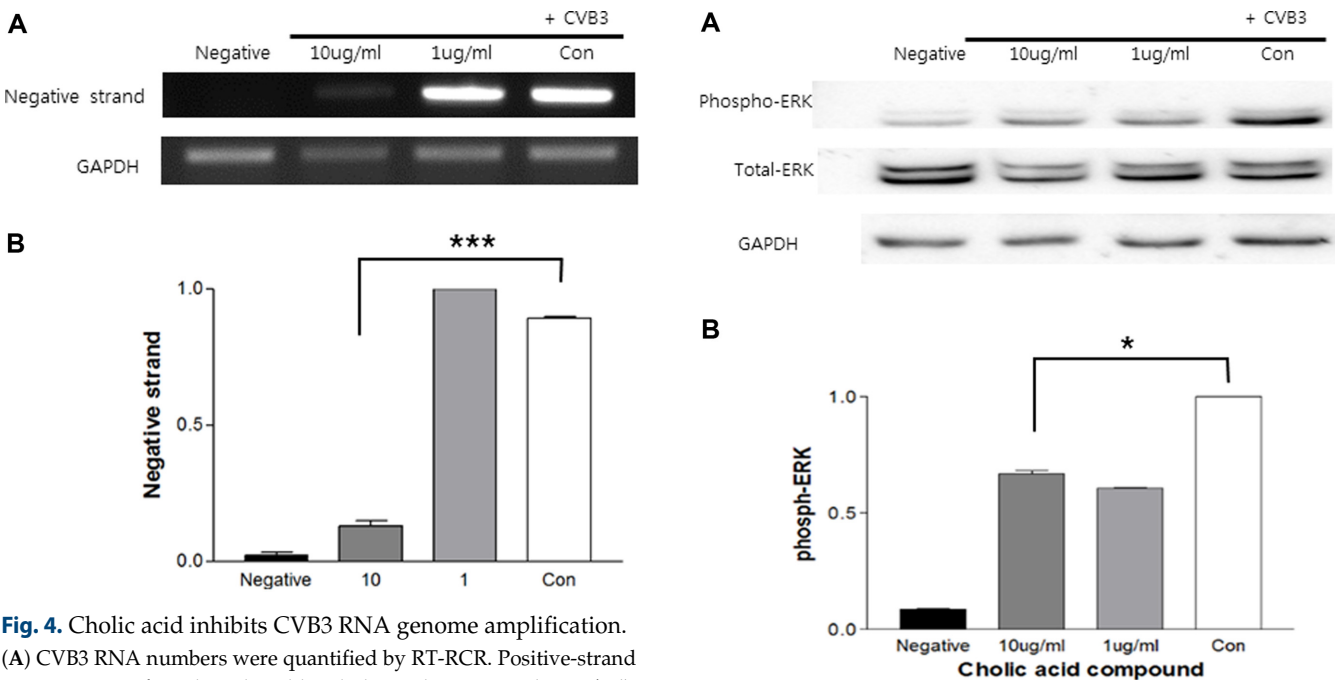 A
+ CVB3
Negative 10ug/ml 1ug/ml Con
Negative strand
GAPDH
B
***
Negative strand
1.0
0.5
0.0
Negative 10 1 Con
Fig. 4. Cholic acid inhibits CVB3 RNA genome amplification.
(A) CVB3 RNA numbers were quantified by RT-RCR. Positive-strand
A
+ CVB3
Negative 10ug/ml 1ug/ml Con
Phospho-ERK
Total-ERK
GAPDH
B
*
phosph-ERK
1.0
0.5
0.0
Negative 10ug/ml 1ug/ml Con
Cholic acid compound